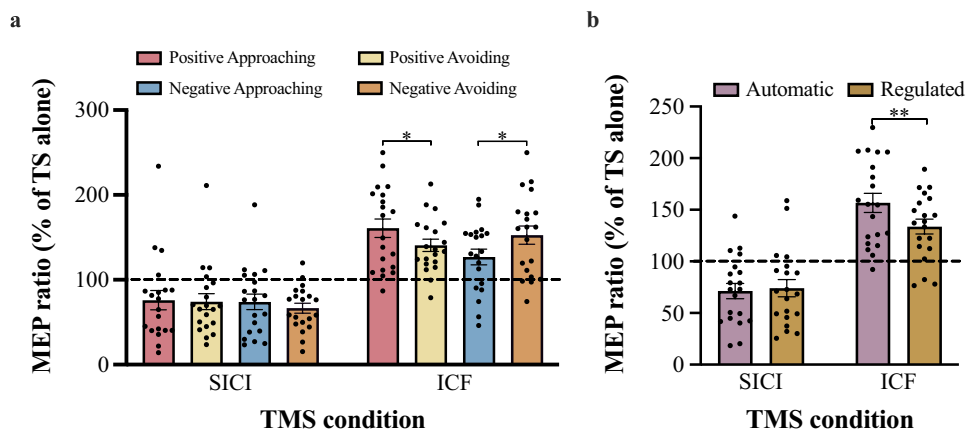 a
Positive Approaching
Positive Avoiding
Negative Approaching
Negative Avoiding
MEP ratio (% of TS alone)
300
200
100
0
*
*
SICI
ICF
TMS condition
b
Automatic
Regulated
MEP ratio (% of TS alone)
250
200
150
100
50
0
**
SICI
ICF
TMS condition